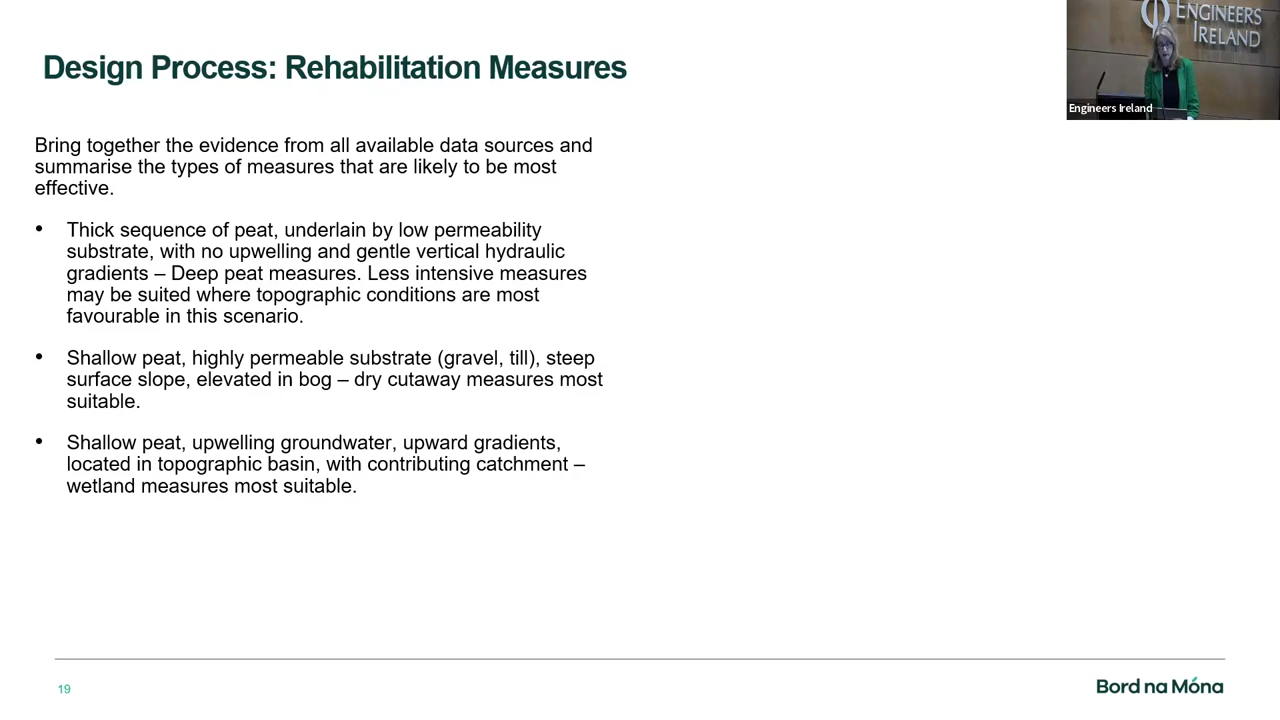 Design Process: Rehabilitation Measures
ENGINEERS
IRELAND
Engineers Ireland
Bring together the evidence from all available data sources and
summarise the types of measures that are likely to be most
effective.
• Thick sequence of peat, underlain by low permeability
substrate, with no upwelling and gentle vertical hydraulic
gradients – Deep peat measures. Less intensive measures
may be suited where topographic conditions are most
favourable in this scenario.
• Shallow peat, highly permeable substrate (gravel, till), steep
surface slope, elevated in bog – dry cutaway measures most
suitable.
• Shallow peat, upwelling groundwater, upward gradients,
located in topographic basin, with contributing catchment –
wetland measures most suitable.
19
Bord na Móna